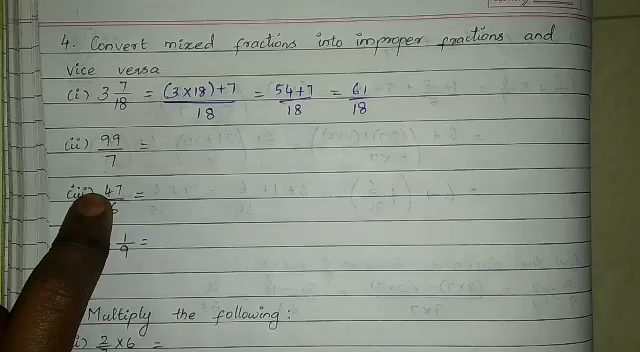 4. Convert mixed fractions into improper fractions and
vice versa.
(i) 3 7/18 = (3×18)+7/18 = 54+7/18 = 61/18
(ii) 99/7 =
(iii) 47/6 =
1/9 =
Multiply the following:
2/ ×6 =